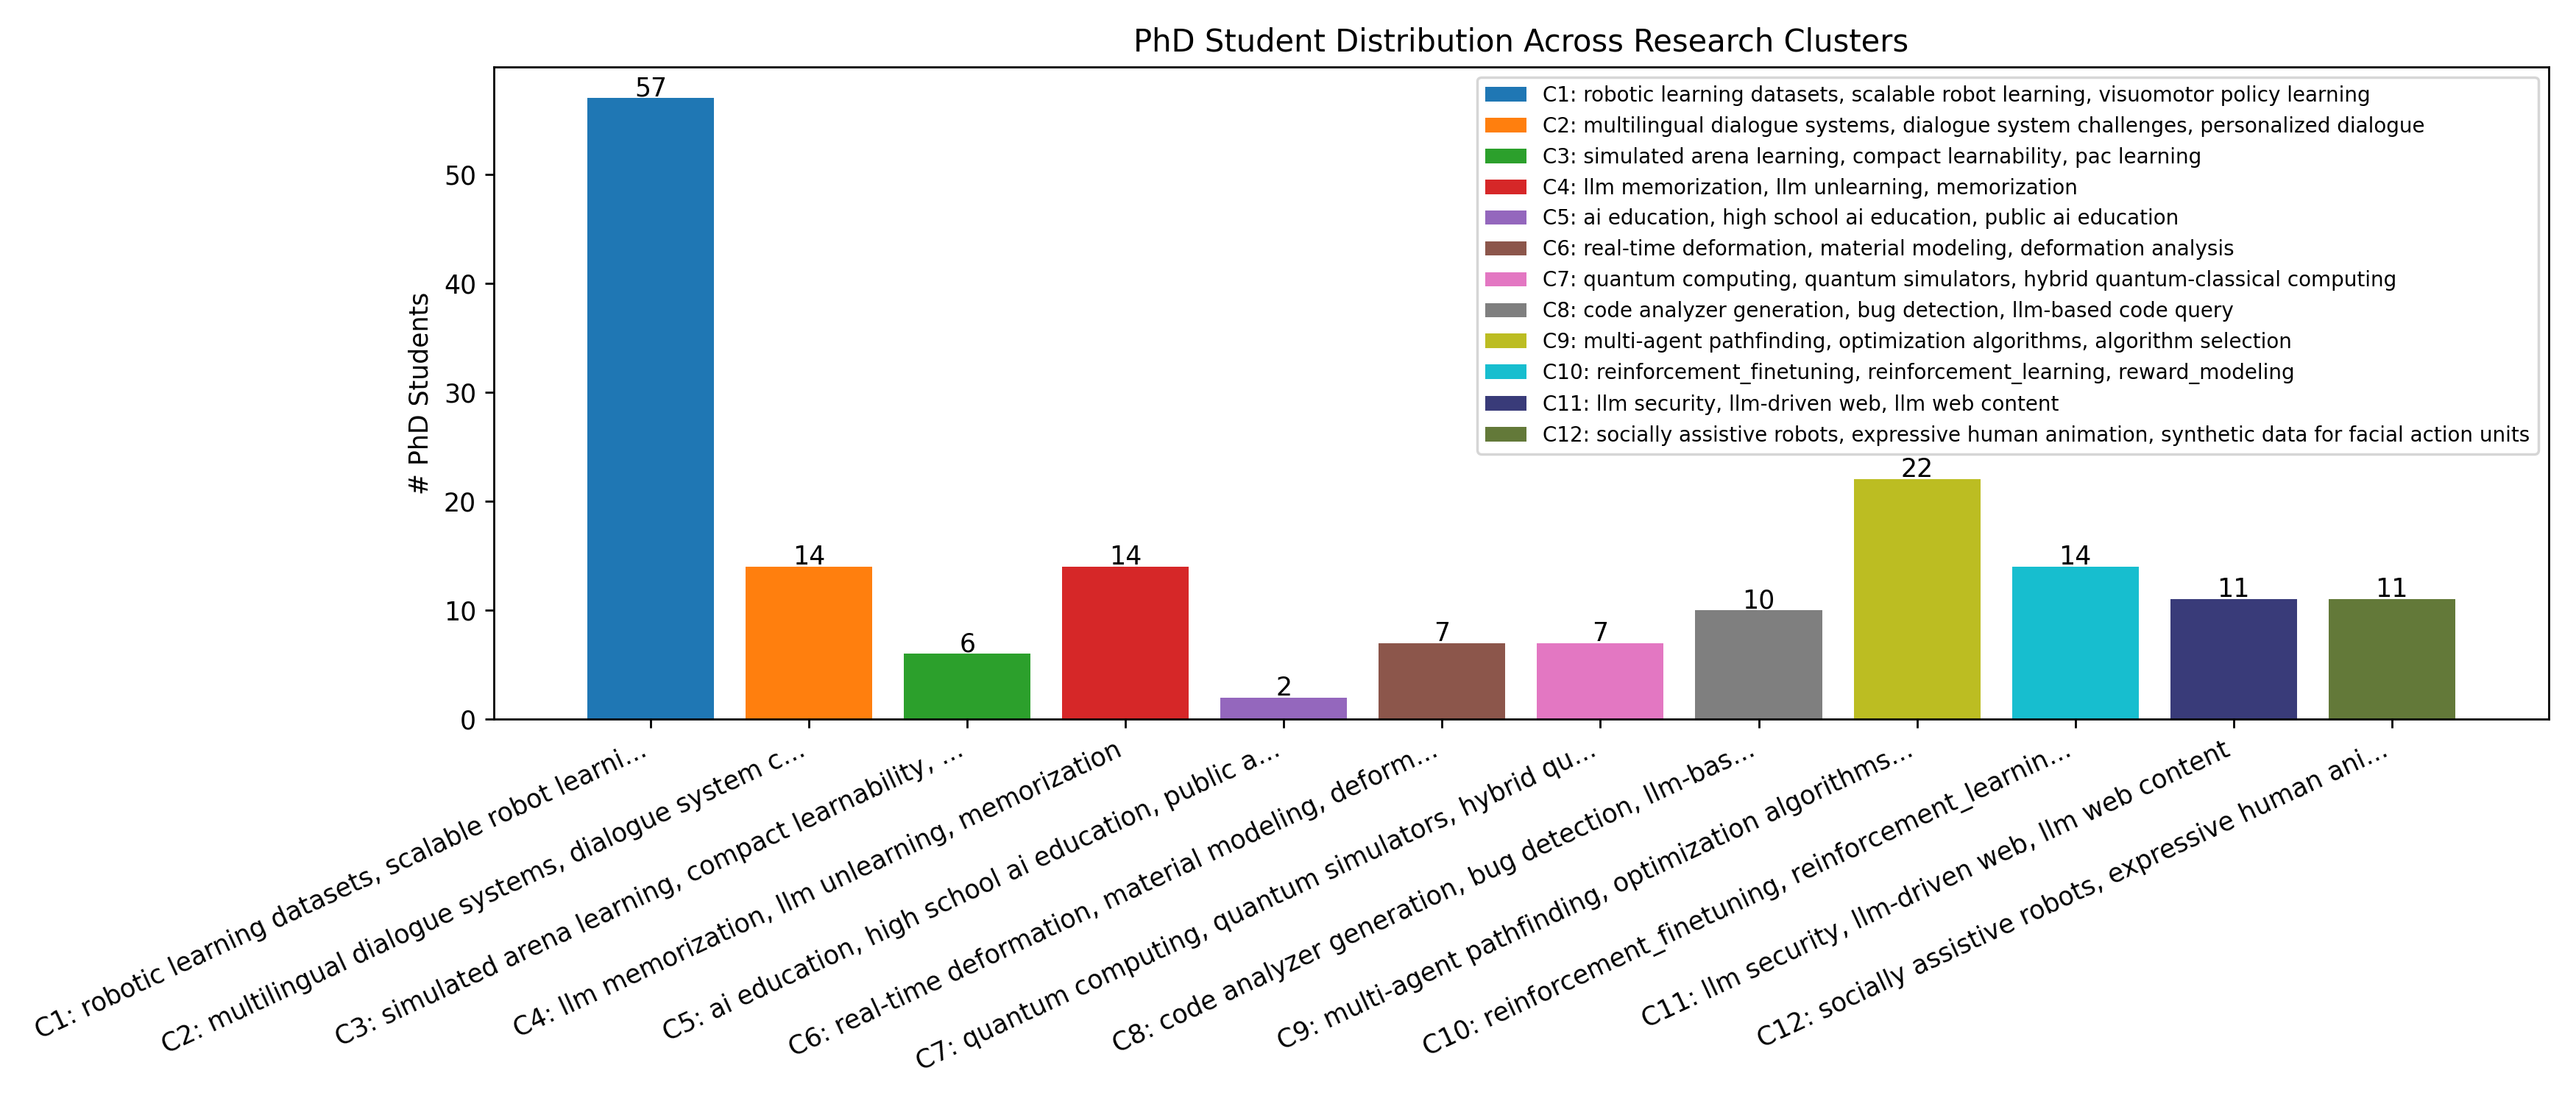 PhD Student Distribution Across Research Clusters
# PhD Students
50
40
30
20
10
0
57
14
6
14
2
7
7
10
22
14
11
11
C1: robotic learning datasets, scalable robot learning, visuomotor policy learning
C2: multilingual dialogue systems, dialogue system challenges, personalized dialogue
C3: simulated arena learning, compact learnability, pac learning
C4: llm memorization, llm unlearning, memorization
C5: ai education, high school ai education, public ai education
C6: real-time deformation, material modeling, deformation analysis
C7: quantum computing, quantum simulators, hybrid quantum-classical computing
C8: code analyzer generation, bug detection, llm-based code query
C9: multi-agent pathfinding, optimization algorithms, algorithm selection
C10: reinforcement_finetuning, reinforcement_learning, reward_modeling
C11: llm security, llm-driven web, llm web content
C12: socially assistive robots, expressive human animation, synthetic data for facial action units
C1: robotic learning datasets, scalable robot learni...
C2: multilingual dialogue systems, dialogue system c...
C3: simulated arena learning, compact learnability, ...
C4: llm memorization, llm unlearning, memorization
C5: ai education, high school ai education, public a...
C6: real-time deformation, material modeling, deform...
C7: quantum computing, quantum simulators, hybrid qu...
C8: code analyzer generation, bug detection, llm-bas...
C9: multi-agent pathfinding, optimization algorithms...
C10: reinforcement_finetuning, reinforcement_learnin...
C11: llm security, llm-driven web, llm web content
C12: socially assistive robots, expressive human ani...